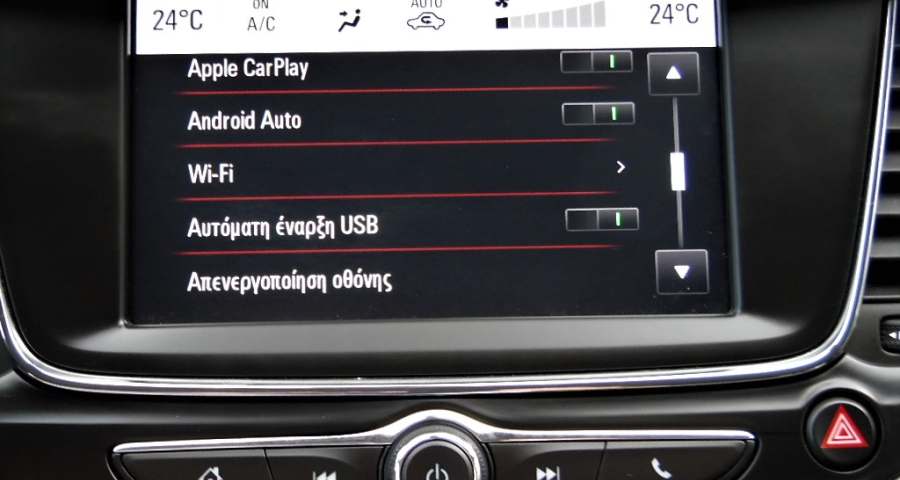 24°C ON AUTO 24°C
A/C
Apple CarPlay
Android Auto
Wi-Fi
Αυτόματη έναρξη USB
Απενεργοποίηση οθόνης